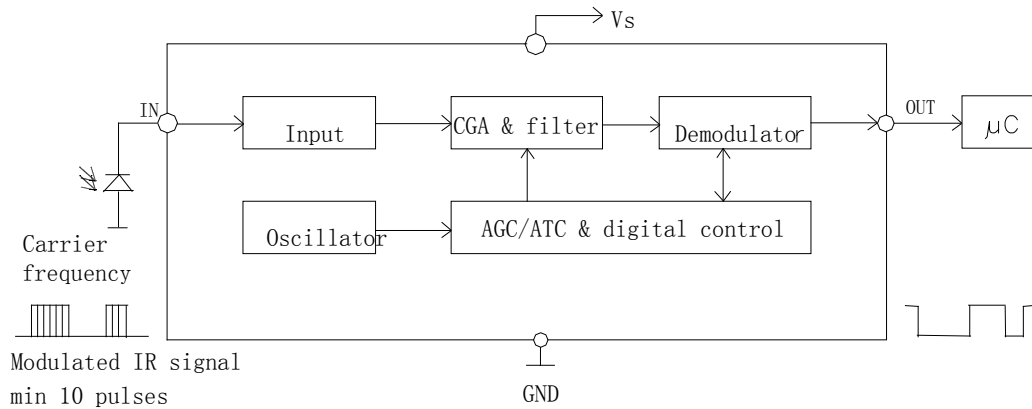 Vs
IN
Input
CGA & filter
Demodulator
OUT
μC
Oscillator
AGC/ATC & digital control
Carrier
frequency
Modulated IR signal
min 10 pulses
GND